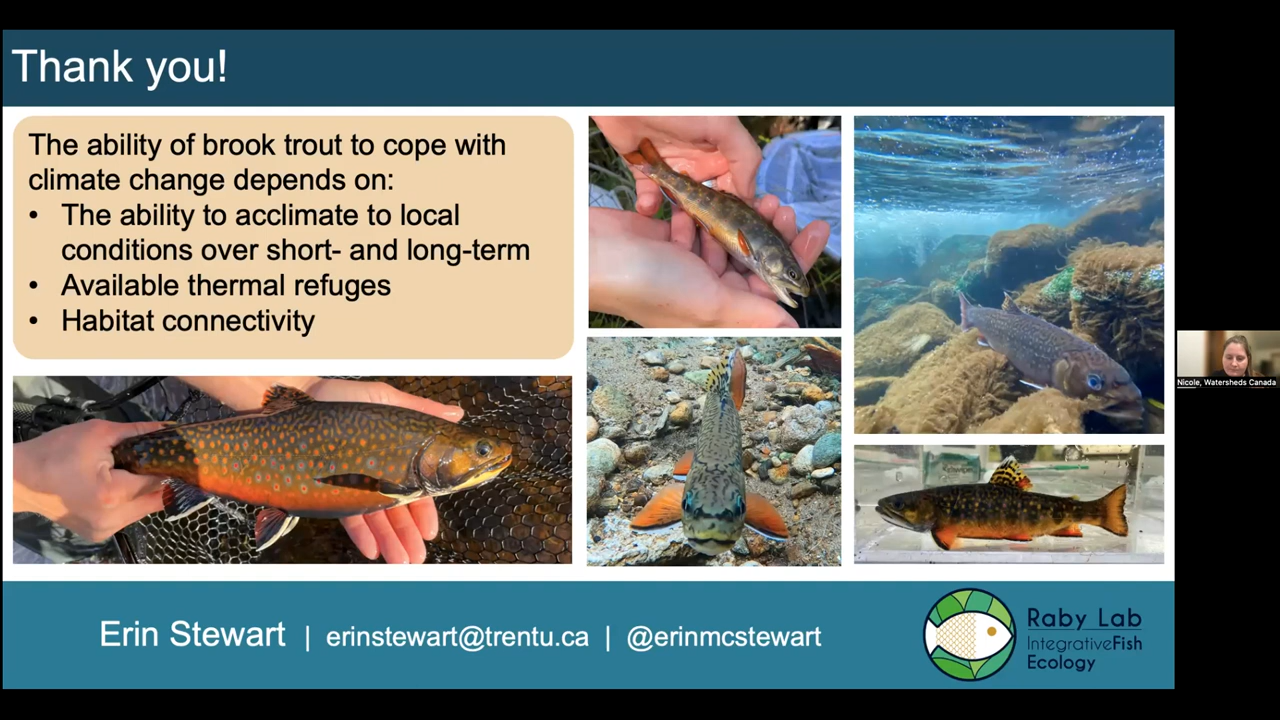 Thank you!
The ability of brook trout to cope with
climate change depends on:
• The ability to acclimate to local
conditions over short- and long-term
• Available thermal refuges
• Habitat connectivity
Nicole, Watersheds Canada
Erin Stewart | erinstewart@trentu.ca | @erinmcstewart
Raby Lab
IntegrativeFish
Ecology